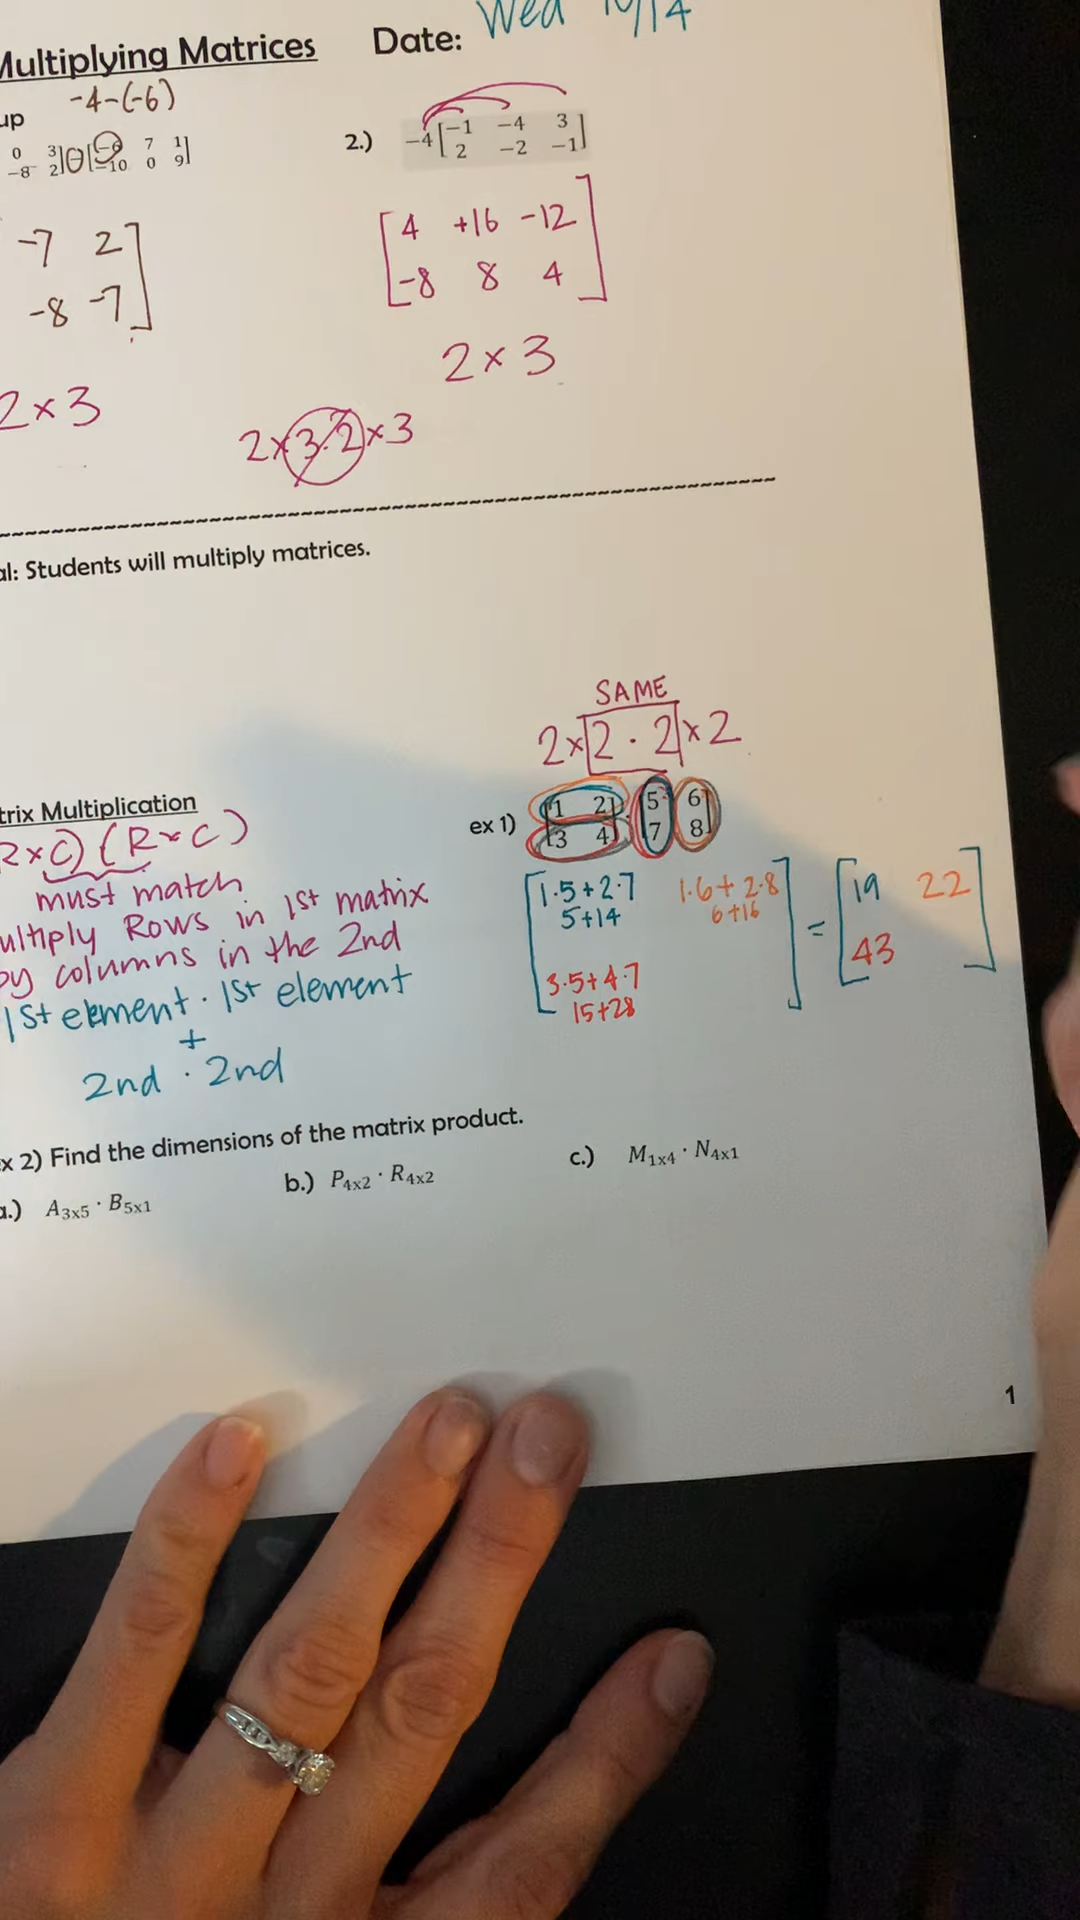 Multiplying Matrices Date: Wed 10/14
up -4-(-6)
0 3 7 1
-8 2 -10 0 9
2.) -4[-1 -4 3
2 -2 -1]
-7 2
-8 -7
[4 +16 -12
-8 8 4]
2×3
2×3
2×3·2×3
al: Students will multiply matrices.
SAME
2×2·2×2
trix Multiplication
R×C) (R×C)
must match
ultiply Rows in 1st matrix
by columns in the 2nd
1st element · 1st element
+
2nd · 2nd
ex 1) [1 2 · [5 6
3 4] 7 8]
[1·5+2·7 1·6+2·8] = [19 22]
5+14 6+16
3·5+4·7 43
15+28
x 2) Find the dimensions of the matrix product.
a.) A3x5 · B5x1 b.) P4x2 · R4x2 c.) M1x4 · N4x1
1